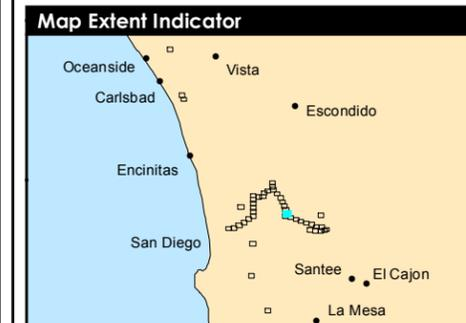 Map Extent Indicator
Oceanside
Vista
Carlsbad
Escondido
Encinitas
San Diego
Santee
El Cajon
La Mesa